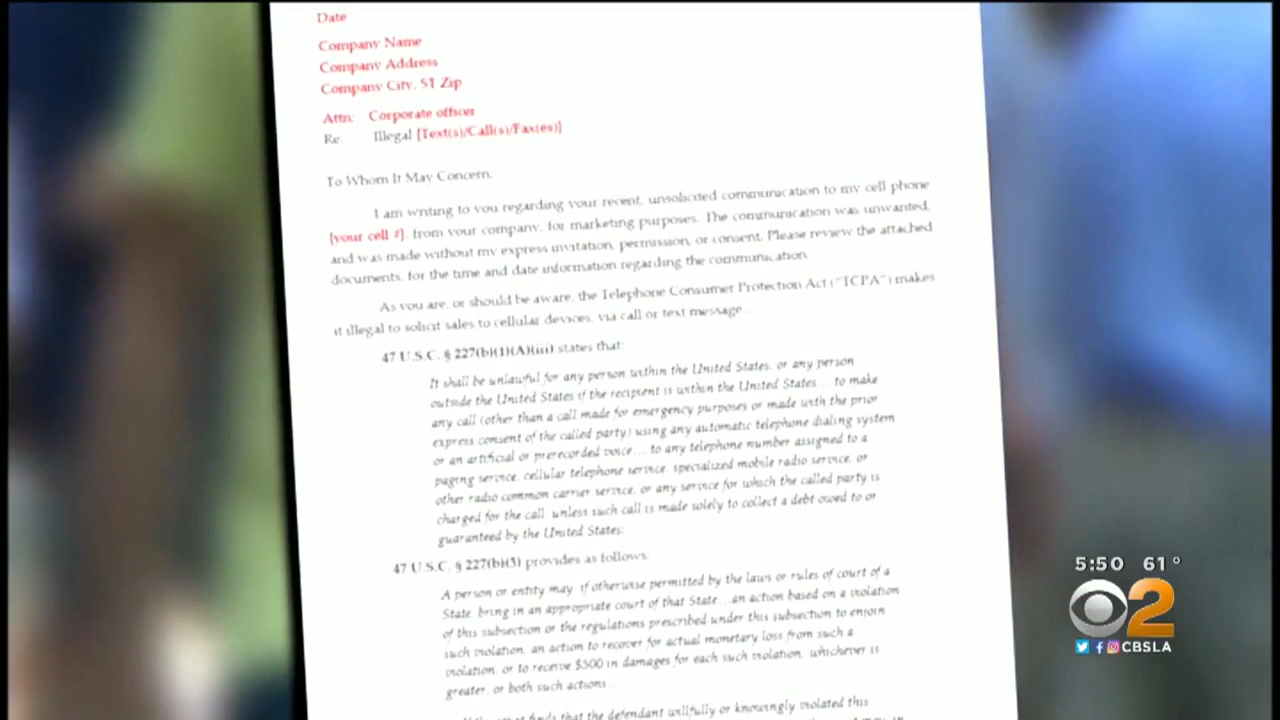 Date
Company Name
Company Address
Company City, ST Zip
Attn: Corporate officer
Re: Illegal [Text(s)/Call(s)/Fax(es)]
To Whom It May Concern,
I am writing to you regarding your recent, unsolicited communication to my cell phone
[your cell #], from your company, for marketing purposes. The communication was unwanted,
and was made without my express invitation, permission, or consent. Please review the attached
documents, for the time and date information regarding the communication.
As you are, or should be aware, the Telephone Consumer Protection Act ("TCPA") makes
it illegal to solicit sales to cellular devices, via call or text message.
47 U.S.C. § 227(b)(1)(A)(iii) states that:
It shall be unlawful for any person within the United States, or any person
outside the United States if the recipient is within the United States... to make
any call (other than a call made for emergency purposes or made with the prior
express consent of the called party) using any automatic telephone dialing system
or an artificial or prerecorded voice... to any telephone number assigned to a
paging service, cellular telephone service, specialized mobile radio service, or
other radio common carrier service, or any service for which the called party is
charged for the call, unless such call is made solely to collect a debt owed to or
guaranteed by the United States;
47 U.S.C. § 227(b)(3) provides as follows:
A person or entity may, if otherwise permitted by the laws or rules of court of a
State, bring in an appropriate court of that State...an action based on a violation
of this subsection or the regulations prescribed under this subsection to enjoin
such violation, an action to recover for actual monetary loss from such a
violation, or to receive $500 in damages for each such violation, whichever is
greater, or both such actions...
finds that the defendant willfully or knowingly violated this
5:50 61°
2
CBSLA